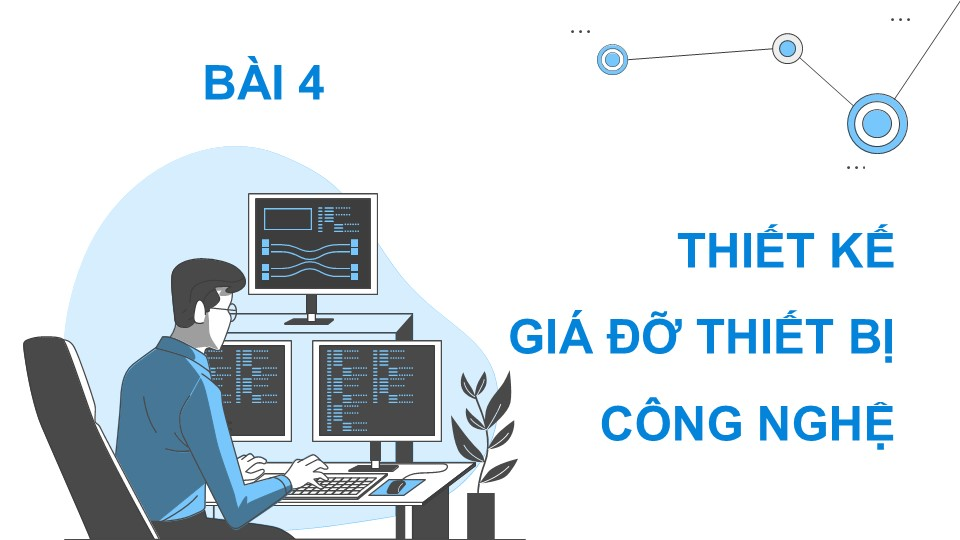 BÀI 4
THIẾT KẾ
GIÁ ĐỠ THIẾT BỊ
CÔNG NGHỆ